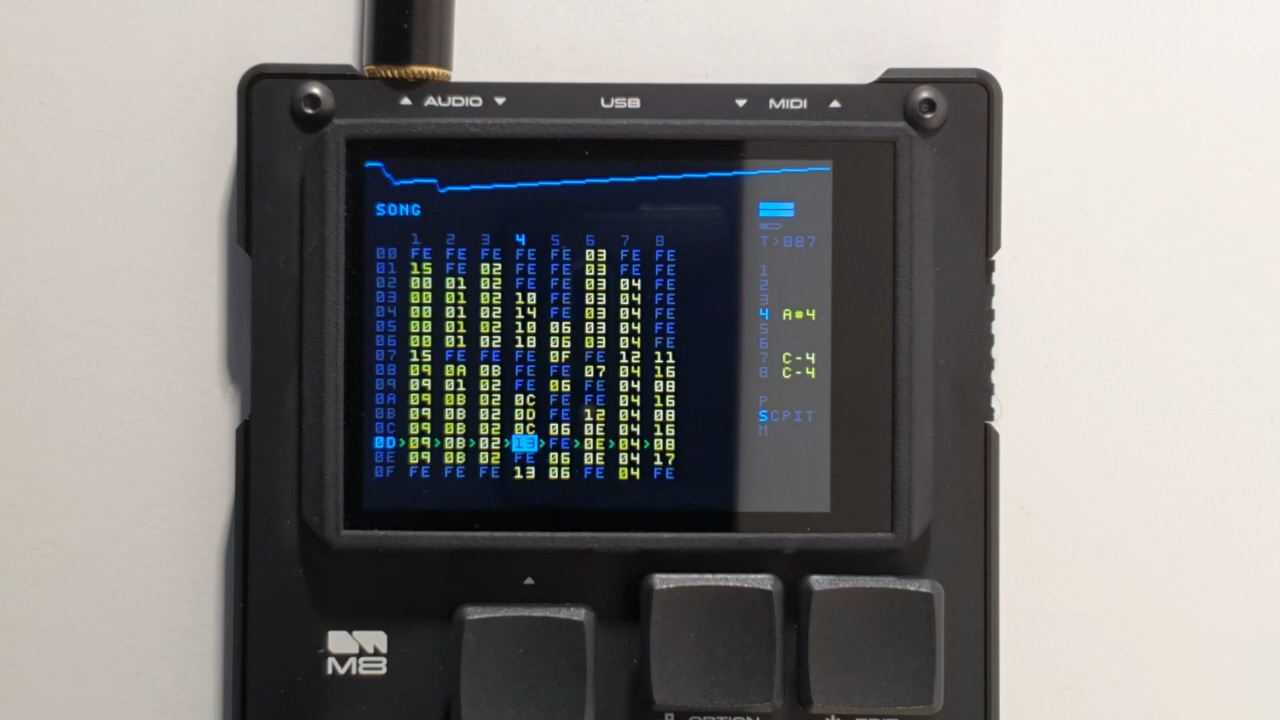 ▲ AUDIO ▼ USB ▼ MIDI ▲
SONG
T>0B7
1 2 3 4 5 6 7 8
00 FE FE FE FE FE 03 FE FE
01 15 FE 02 FE FE 03 FE FE
02 00 01 02 FE FE 03 04 FE
03 00 01 02 10 FE 03 04 FE
04 00 01 02 14 FE 03 04 FE
05 00 01 02 10 06 03 04 FE
06 00 01 02 18 06 03 04 FE
07 15 FE FE FE 0F FE 12 11
08 09 0A 0B FE FE 07 04 16
09 09 01 02 FE 06 FE 04 08
0A 09 0B 02 0C FE FE 04 16
0B 09 0B 02 0D FE 12 04 08
0C 09 0B 02 0C 06 0E 04 16
0D>09>0B>02>13>FE>0E>04>08
0E 09 0B 02 FE 06 0E 04 17
0F FE FE FE 13 06 FE 04 FE
1
2
3
4 A#4
5
6
7 C-4
8 C-4
P
SCPIT
M
M8
OPTION EDIT